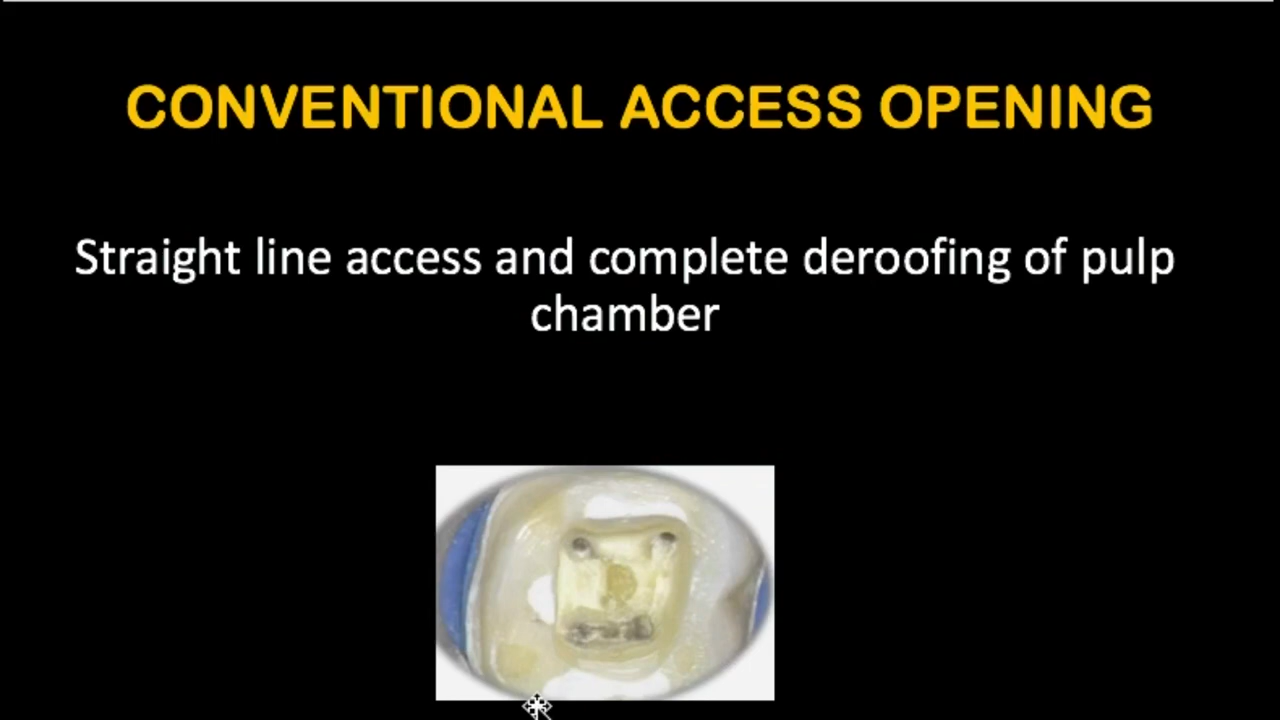 CONVENTIONAL ACCESS OPENING
Straight line access and complete deroofing of pulp
chamber